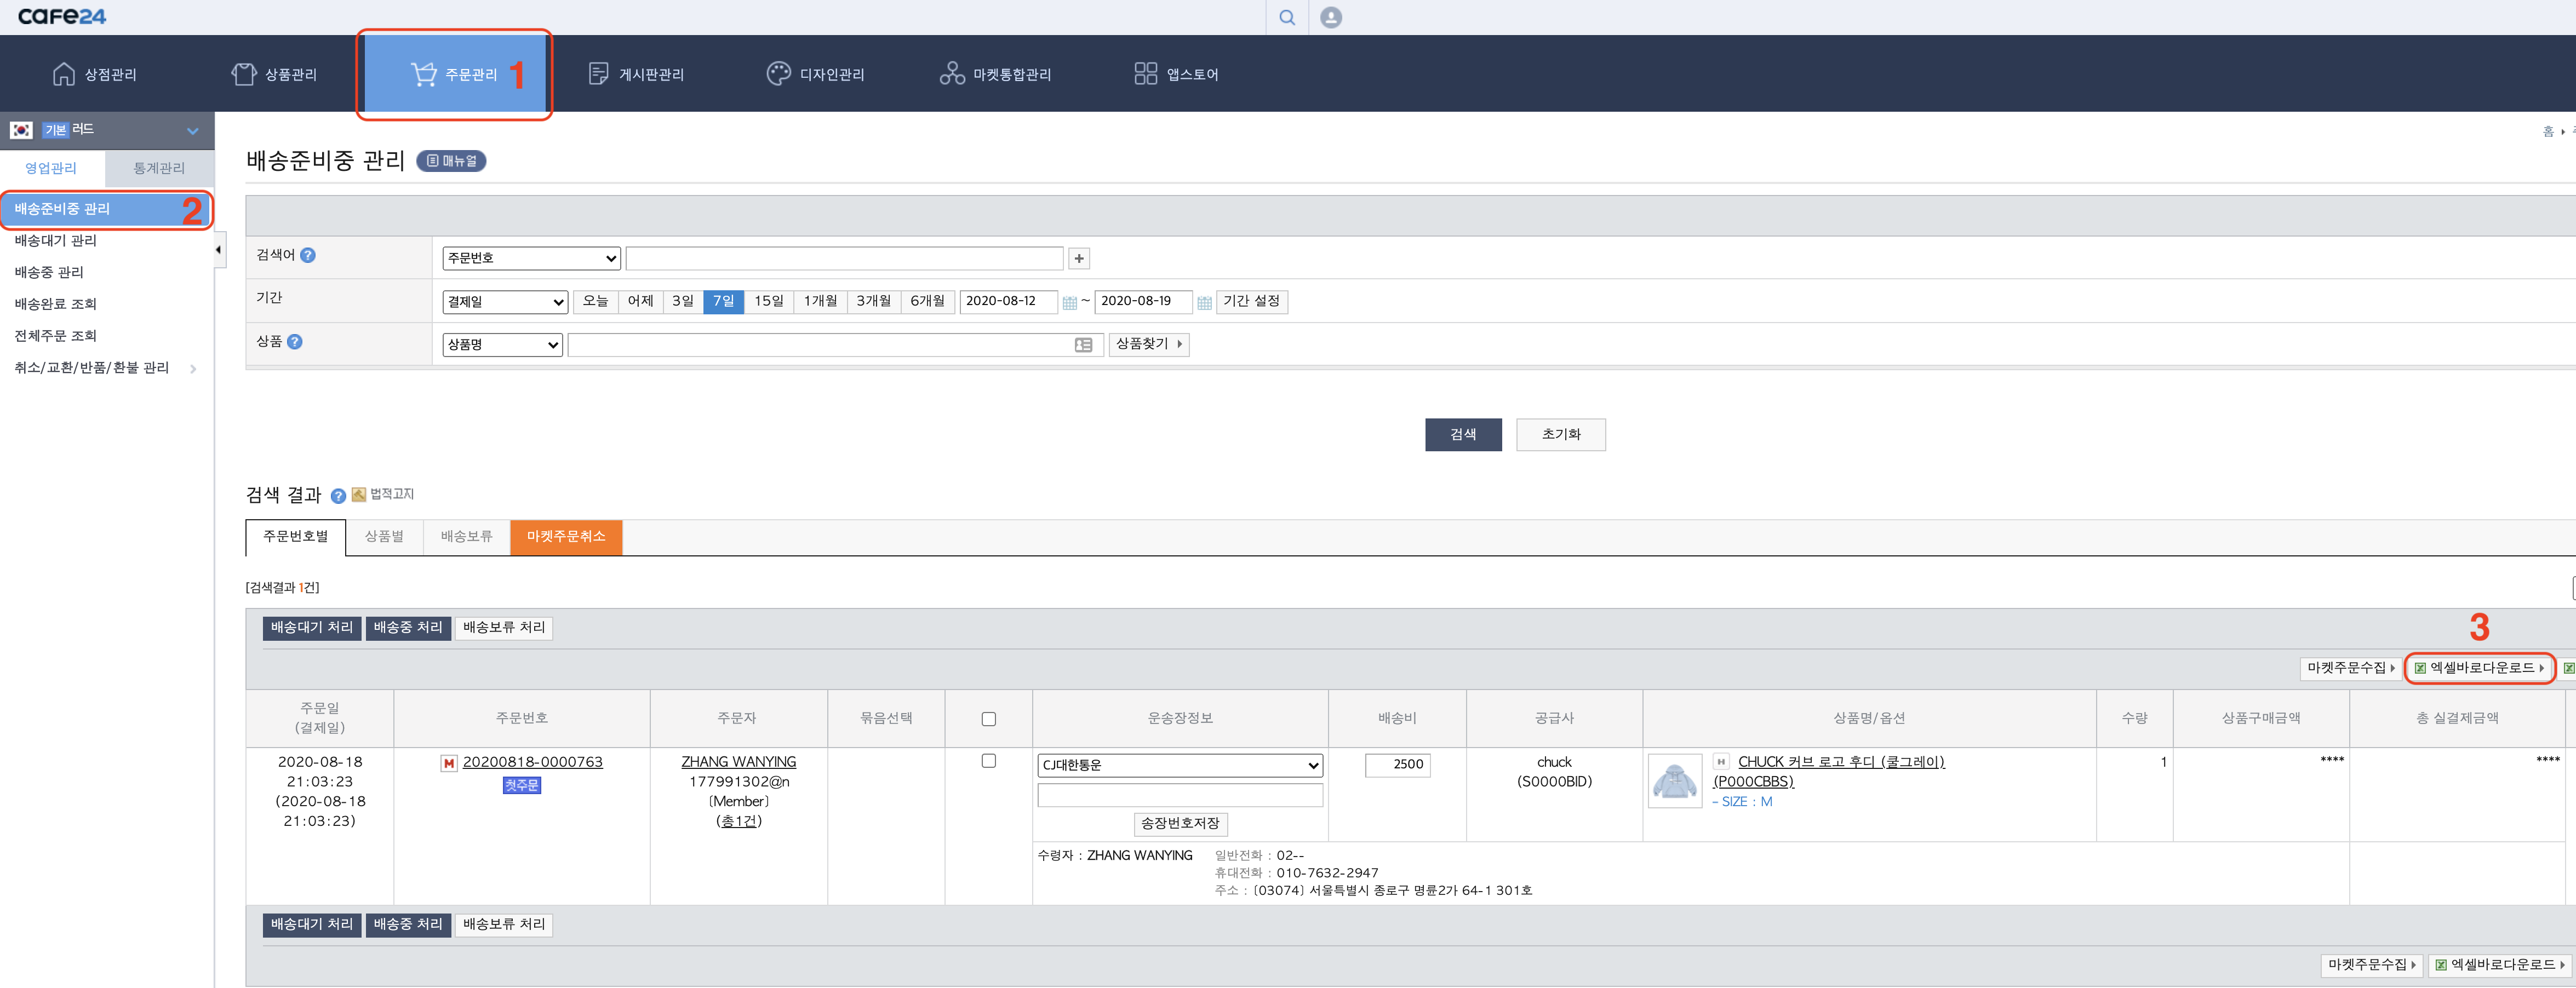 cafe24
상점관리
상품관리
주문관리 1
게시판관리
디자인관리
마켓통합관리
앱스토어
기본 러드
영업관리
통계관리
배송준비중 관리 2
배송대기 관리
배송중 관리
배송완료 조회
전체주문 조회
취소/교환/반품/환불 관리
홈
배송준비중 관리 매뉴얼
검색어 ? 주문번호 +
기간 결제일 오늘 어제 3일 7일 15일 1개월 3개월 6개월 2020-08-12 ~ 2020-08-19 기간 설정
상품 ? 상품명 상품찾기
검색 초기화
검색 결과 ? 법적고지
주문번호별 상품별 배송보류 마켓주문취소
[검색결과 1건]
배송대기 처리 배송중 처리 배송보류 처리
3
마켓주문수집 엑셀바로다운로드
주문일
(결제일)
주문번호
주문자
묶음선택
운송장정보
배송비
공급사
상품명/옵션
수량
상품구매금액
총 실결제금액
2020-08-18
21:03:23
(2020-08-18
21:03:23)
M 20200818-0000763
첫주문
ZHANG WANYING
177991302@n
(Member)
(총1건)
CJ대한통운
송장번호저장
2500
chuck
(S0000BID)
H CHUCK 커브 로고 후디 (쿨그레이)
(P000CBBS)
- SIZE : M
1
****
****
수령자 : ZHANG WANYING
일반전화 : 02--
휴대전화 : 010-7632-2947
주소 : (03074) 서울특별시 종로구 명륜2가 64-1 301호
배송대기 처리 배송중 처리 배송보류 처리
마켓주문수집 엑셀바로다운로드